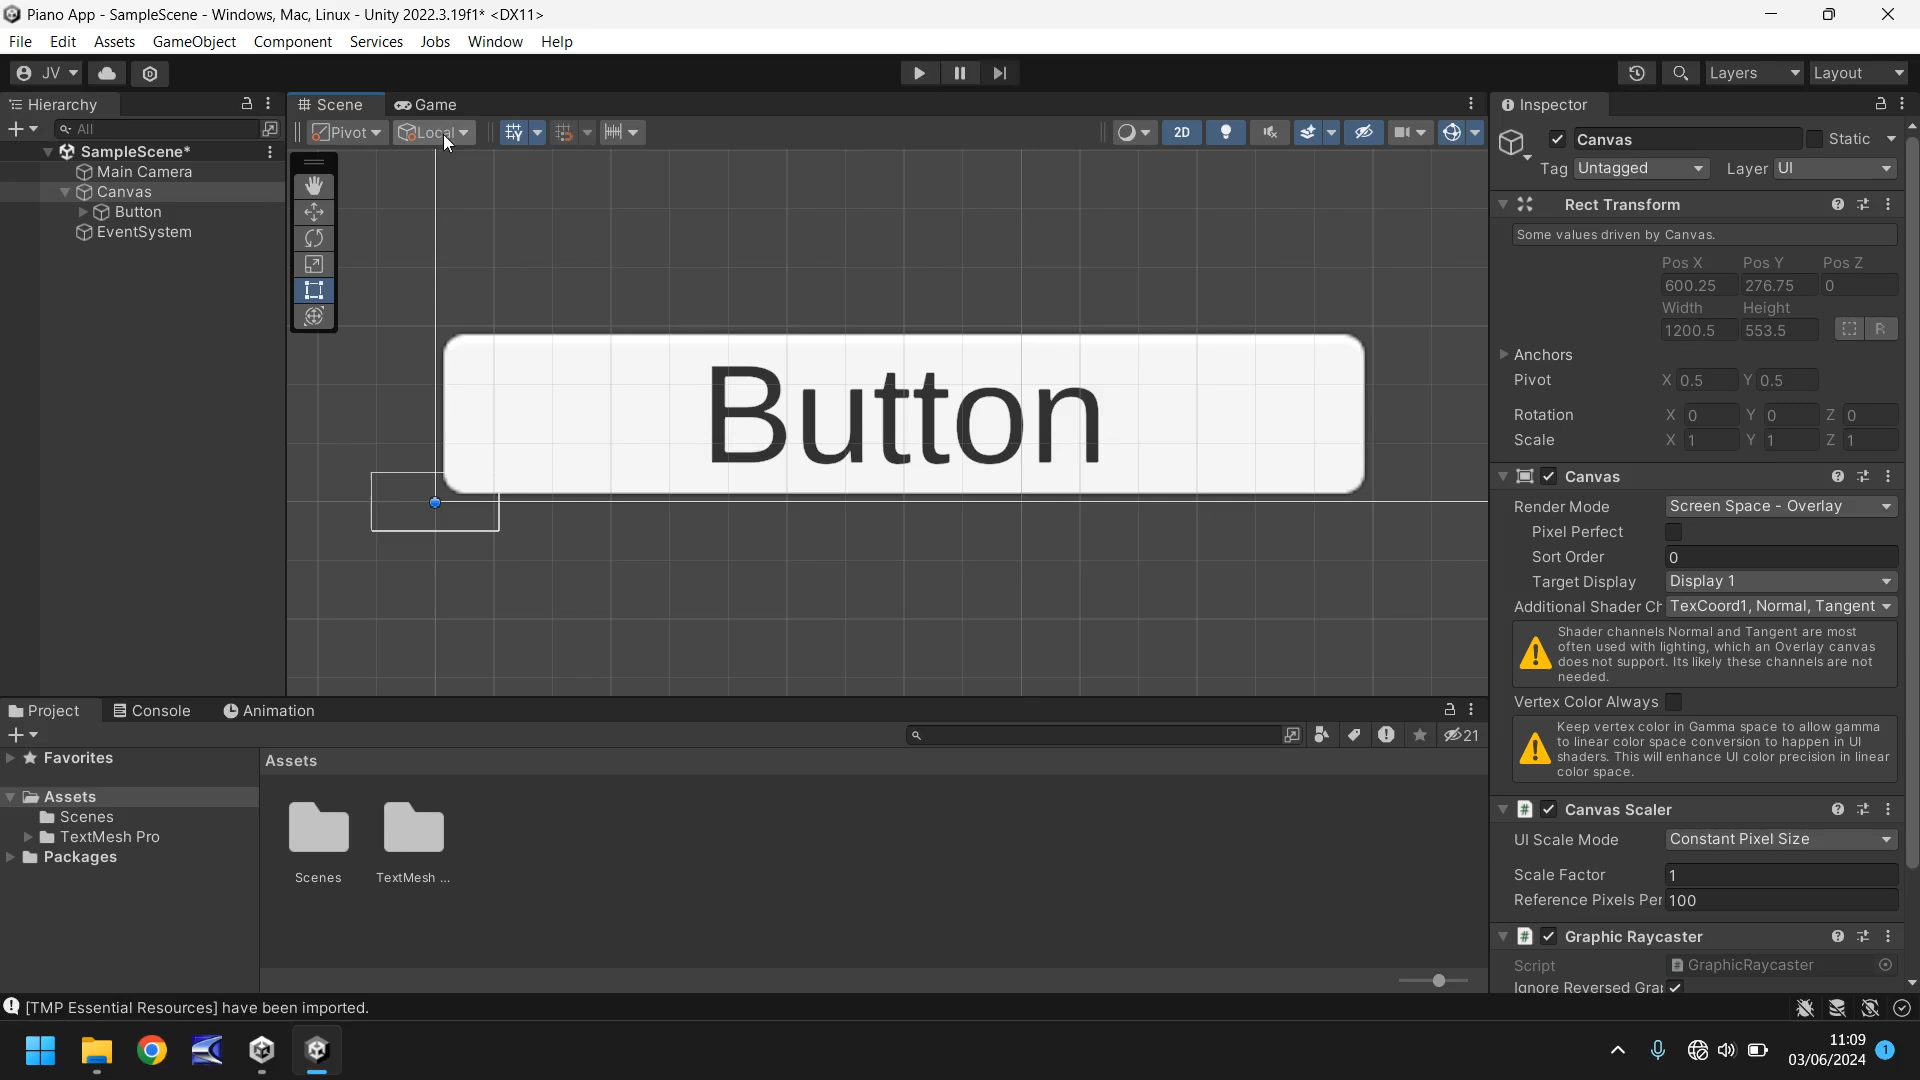 Piano App - SampleScene - Windows, Mac, Linux - Unity 2022.3.19f1* <DX11>
File Edit Assets GameObject Component Services Jobs Window Help
JV Layers Layout
Hierarchy
All
SampleScene*
Main Camera
Canvas
Button
EventSystem
Scene Game
Pivot Local 2D
Button
Inspector
Canvas Static
Tag Untagged Layer UI
Rect Transform
Some values driven by Canvas.
Pos X Pos Y Pos Z
600.25 276.75 0
Width Height
1200.5 553.5 R
Anchors
Pivot X 0.5 Y 0.5
Rotation X 0 Y 0 Z 0
Scale X 1 Y 1 Z 1
Canvas
Render Mode Screen Space - Overlay
Pixel Perfect
Sort Order 0
Target Display Display 1
Additional Shader Ch TexCoord1, Normal, Tangent
Shader channels Normal and Tangent are most
often used with lighting, which an Overlay canvas
does not support. Its likely these channels are not
needed.
Vertex Color Always
Keep vertex color in Gamma space to allow gamma
to linear color space conversion to happen in UI
shaders. This will enhance UI color precision in linear
color space.
Canvas Scaler
UI Scale Mode Constant Pixel Size
Scale Factor 1
Reference Pixels Per 100
Graphic Raycaster
Script GraphicRaycaster
Ignore Reversed Grap
Project Console Animation
21
Favorites
Assets
Scenes
TextMesh Pro
Packages
Assets
Scenes TextMesh ...
[TMP Essential Resources] have been imported.
11:09
03/06/2024 1